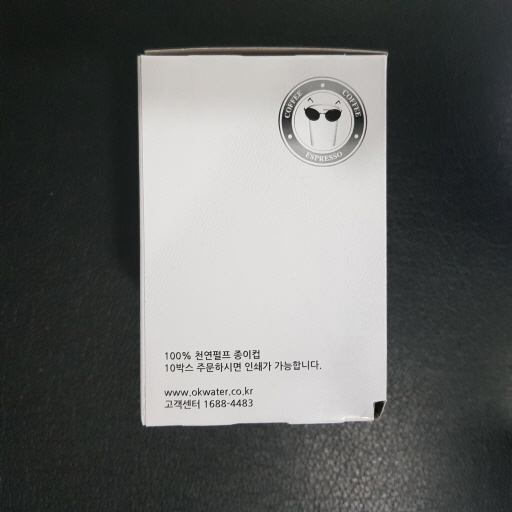 COFFEE COFFEE
ESPRESSO
100% 천연펄프 종이컵
10박스 주문하시면 인쇄가 가능합니다.
www.okwater.co.kr
고객센터 1688-4483